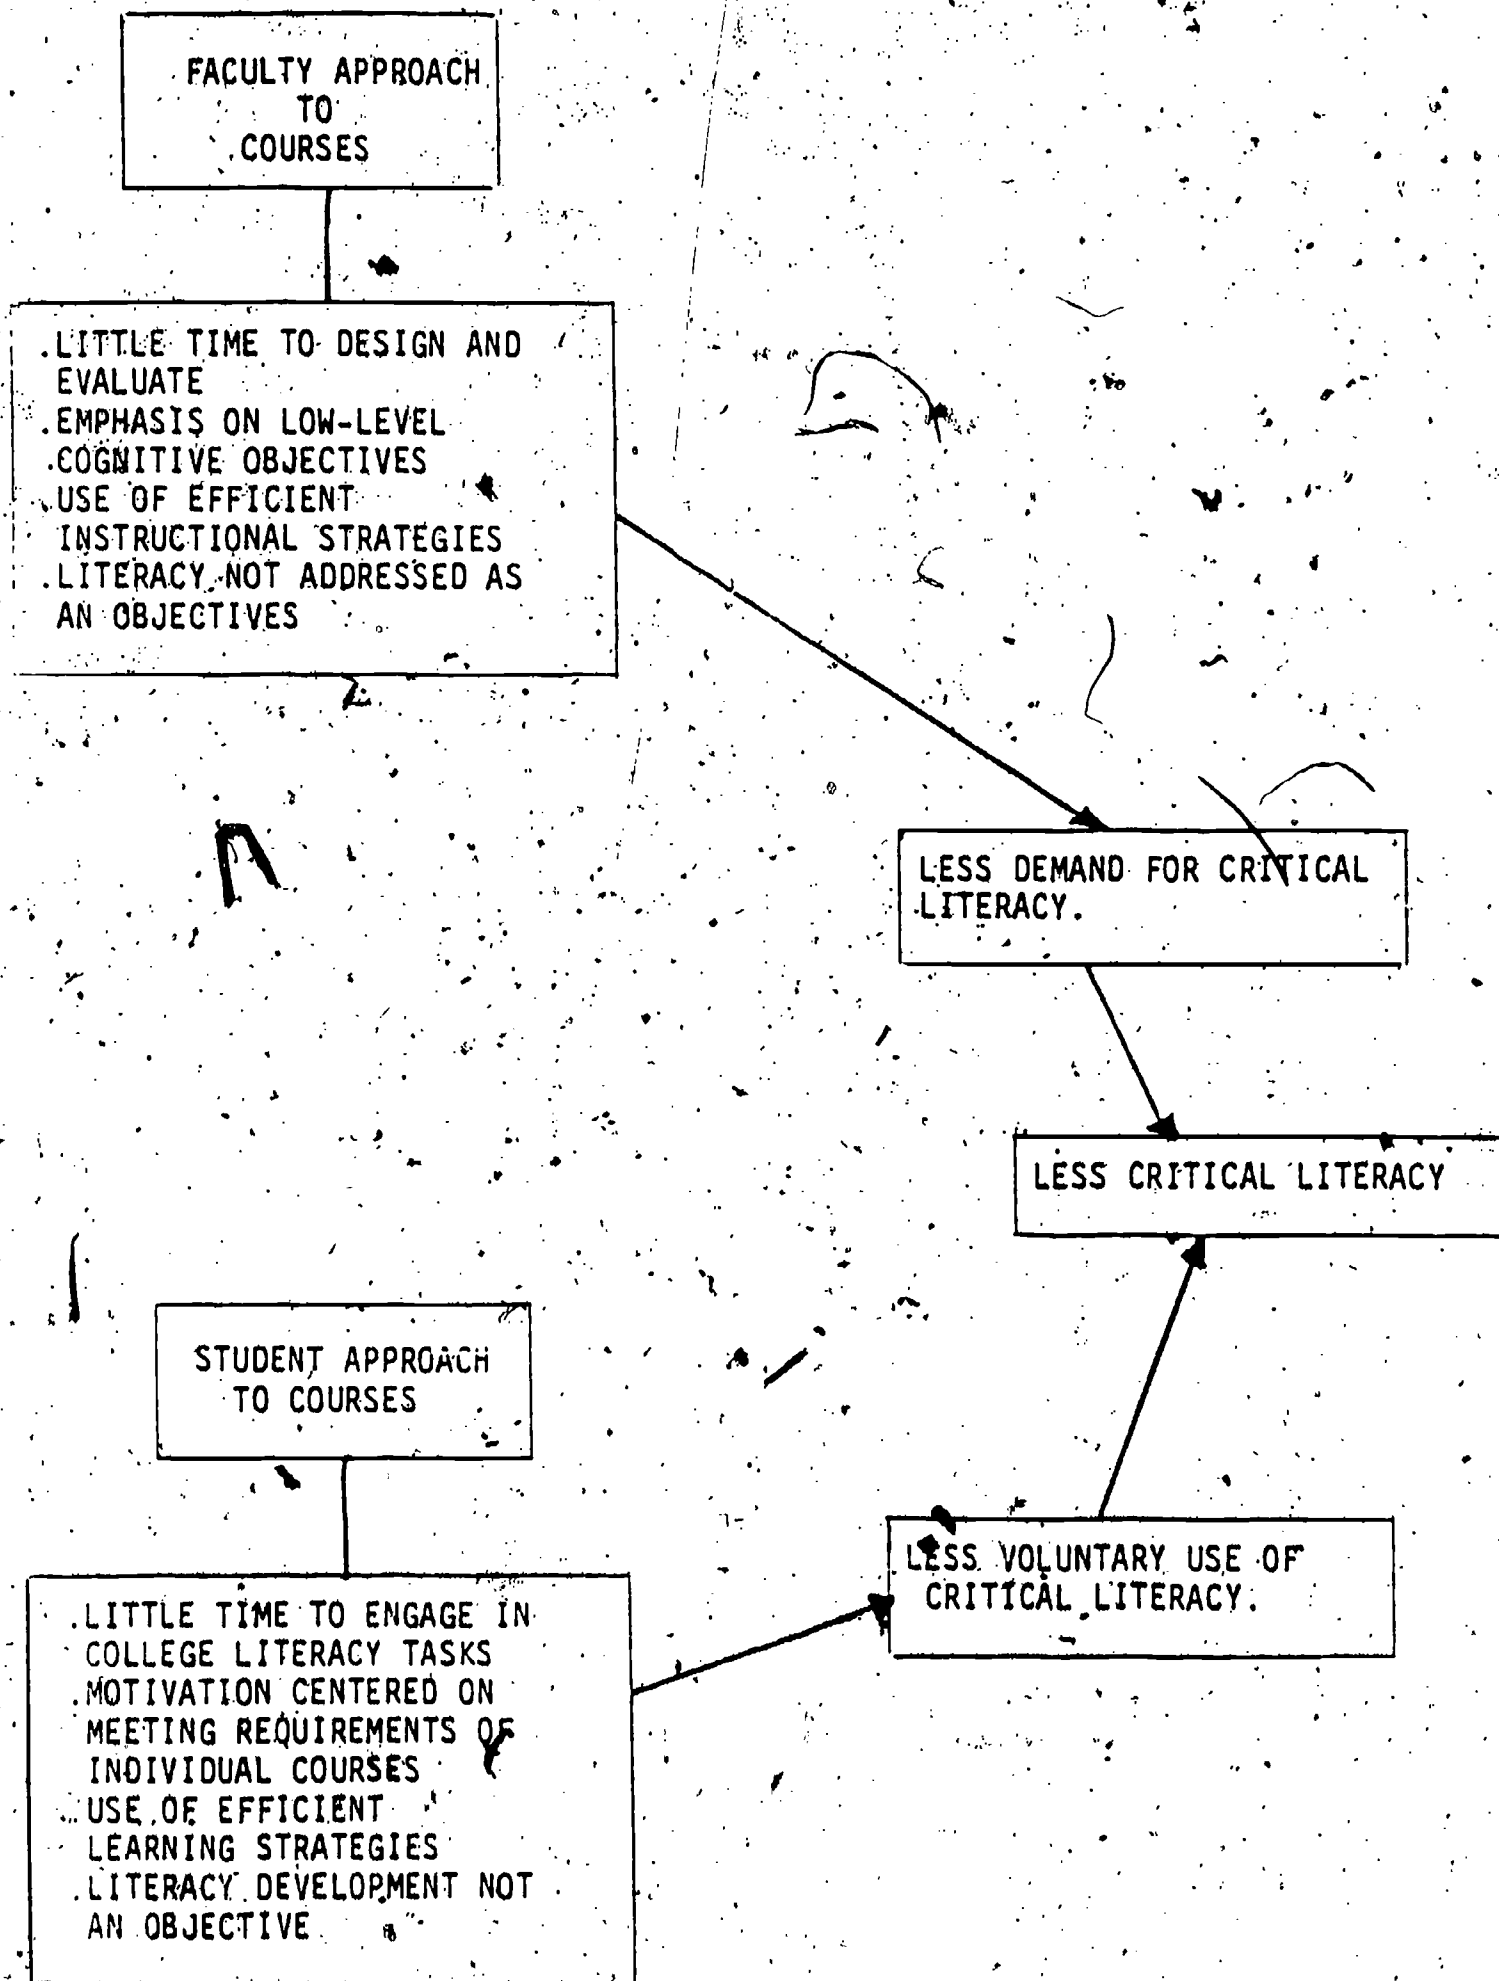 FACULTY APPROACH
TO
COURSES
.LITTLE TIME TO DESIGN AND
EVALUATE
.EMPHASIS ON LOW-LEVEL
.COGNITIVE OBJECTIVES
.USE OF EFFICIENT
INSTRUCTIONAL STRATEGIES
.LITERACY NOT ADDRESSED AS
AN OBJECTIVES
LESS DEMAND FOR CRITICAL
LITERACY.
LESS CRITICAL LITERACY
STUDENT APPROACH
TO COURSES
LESS VOLUNTARY USE OF
CRITICAL LITERACY.
.LITTLE TIME TO ENGAGE IN
COLLEGE LITERACY TASKS
.MOTIVATION CENTERED ON
MEETING REQUIREMENTS OF
INDIVIDUAL COURSES
.USE OF EFFICIENT
LEARNING STRATEGIES
.LITERACY DEVELOPMENT NOT
AN OBJECTIVE